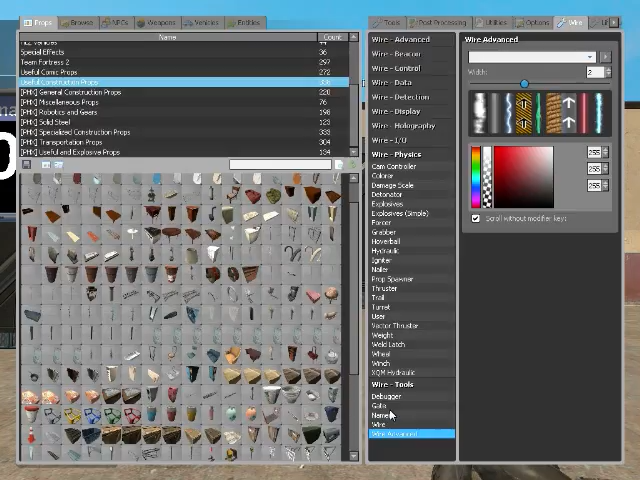 Props
Browse
NPCs
Weapons
Vehicles
Entities
Tools
Post Processing
Utilities
Options
Wire
Name
Count
44
Special Effects 36
Team Fortress 2 297
Useful Comic Props 272
Useful Construction Props
[PHX] General Construction Props 220
[PHX] Miscellaneous Props 76
[PHX] Robotics and Gears 198
[PHX] Solid Steel 123
[PHX] Specialized Construction Props 333
[PHX] Transportation Props 304
[PHX] Useful and Explosive Props 134
Wire - Advanced
Wire - Beacon
Wire - Control
Wire - Data
Wire - Detection
Wire - Display
Wire - Holography
Wire - I/O
Wire - Physics
Cam Controller
Colorer
Damage Scale
Detonator
Explosives
Explosives (Simple)
Forcer
Grabber
Hoverball
Hydraulic
Igniter
Nailer
Prop Spawner
Thruster
Trail
Turret
User
Vector Thruster
Weight
Weld Latch
Wheel
Winch
XQM Hydraulic
Wire - Tools
Debugger
Gate
Name
Wire
Wire Advanced
Wire Advanced
Width: 2
255
255
255
Scroll without modifier key: